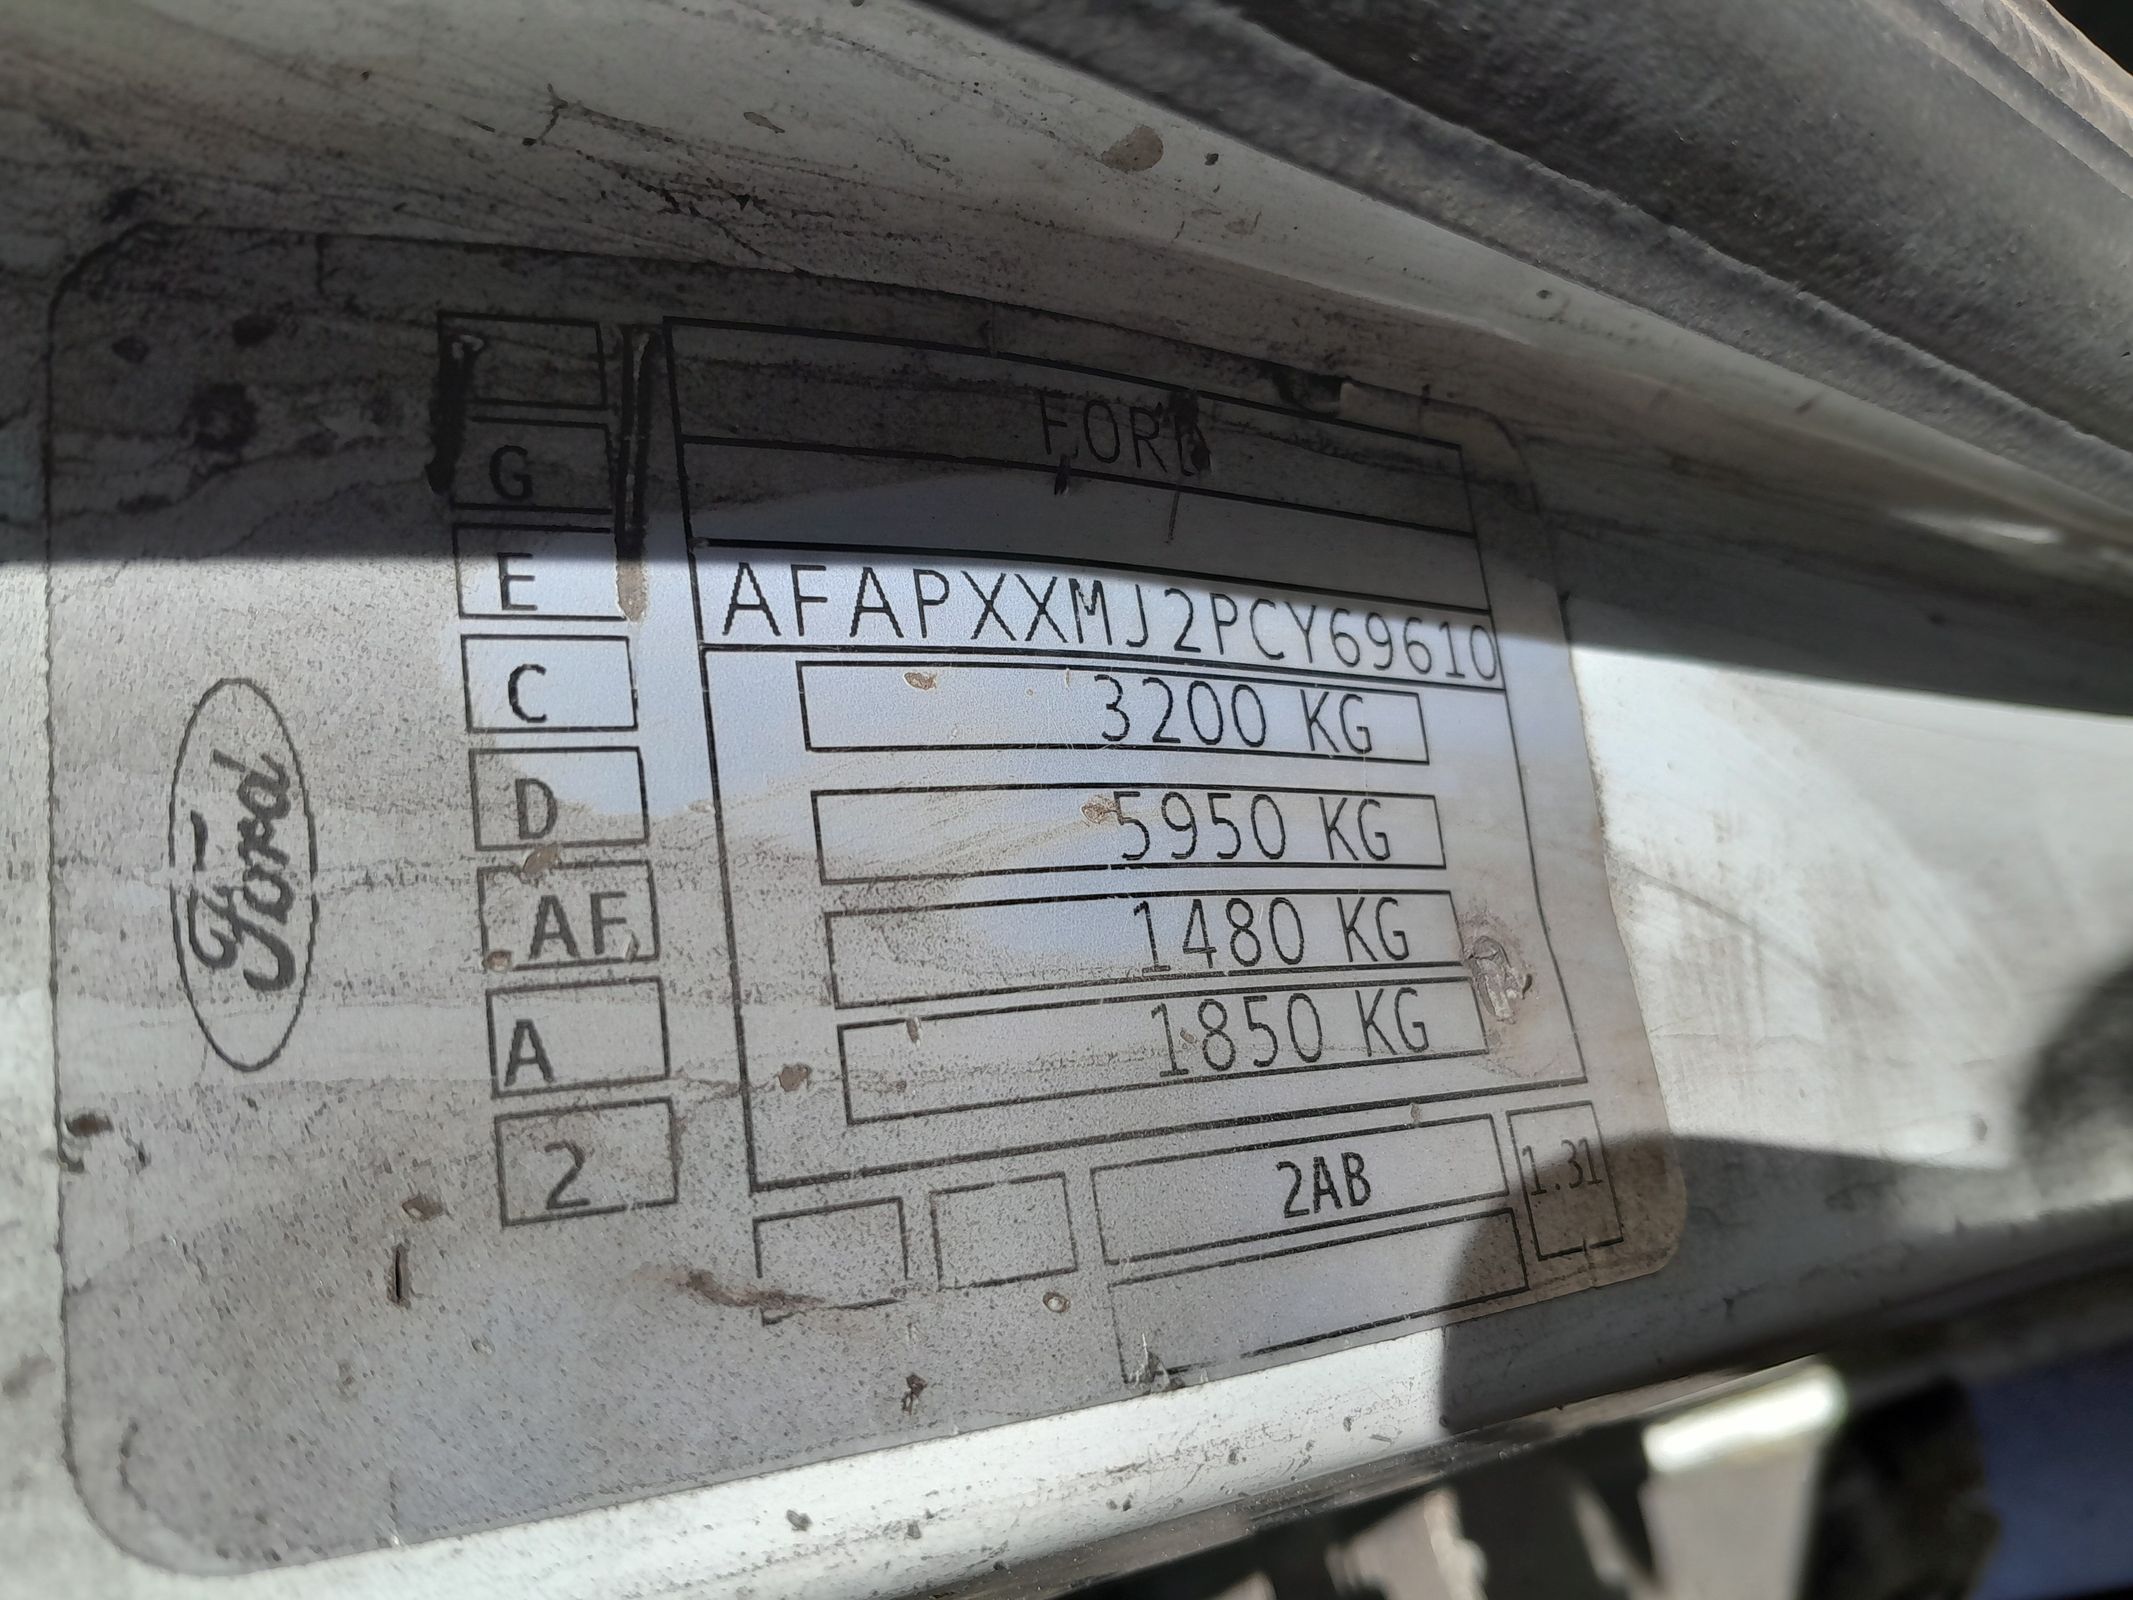 Ford
G
E
C
D
AF
A
2
FORD
AFAPXXMJ2PCY69610
3200 KG
5950 KG
1480 KG
1850 KG
2AB
1.31